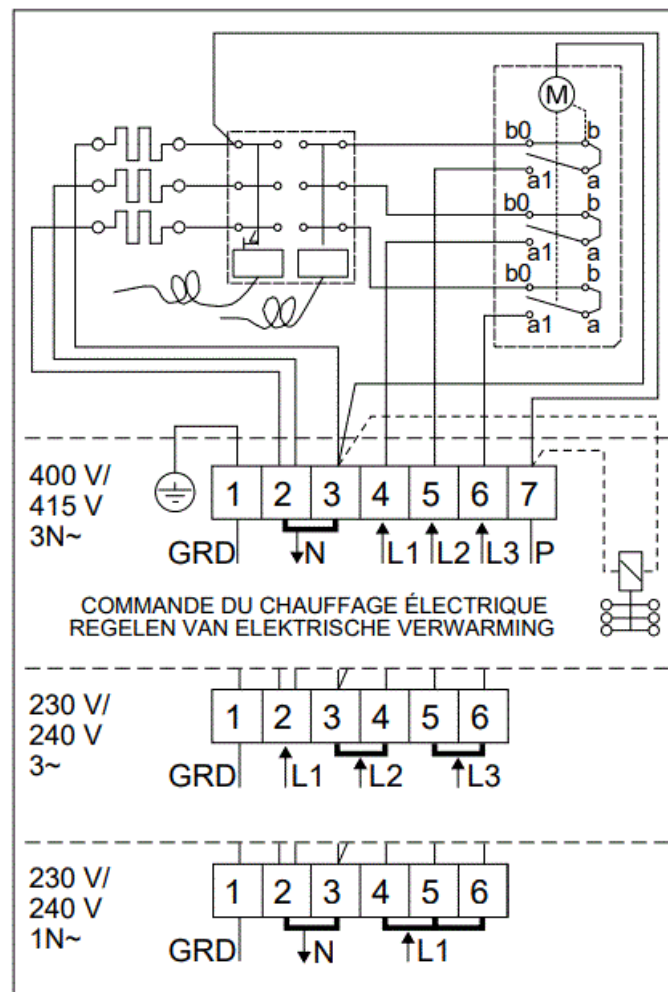 M
b0 b
a1 a
b0 b
a1 a
b0 b
a1 a
400 V/
415 V
3N~
1 2 3 4 5 6 7
GRD N L1 L2 L3 P
COMMANDE DU CHAUFFAGE ÉLECTRIQUE
REGELEN VAN ELEKTRISCHE VERWARMING
230 V/
240 V
3~
1 2 3 4 5 6
GRD L1 L2 L3
230 V/
240 V
1N~
1 2 3 4 5 6
GRD N L1